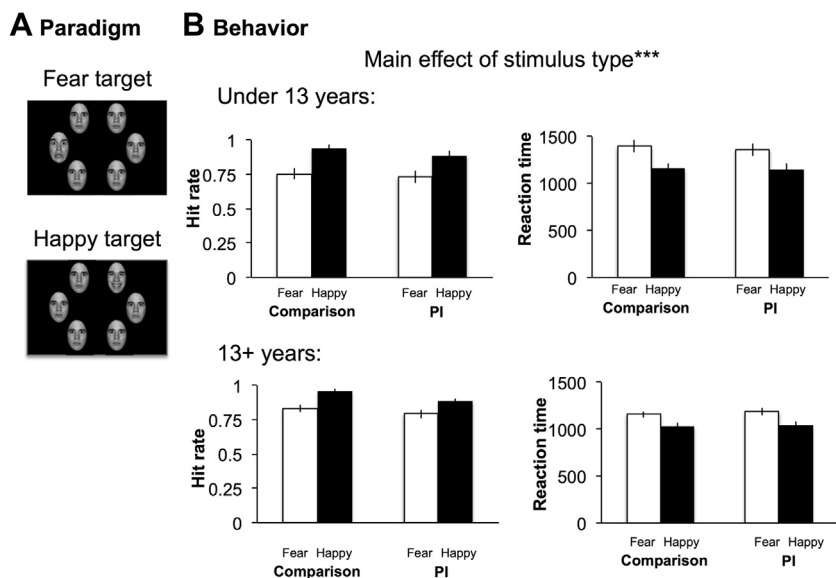 A Paradigm
Fear target
Happy target
B Behavior
Main effect of stimulus type***
Under 13 years:
Hit rate
1
0.75
0.5
0.25
0
Fear Happy Fear Happy
Comparison PI
Reaction time
1500
1000
500
0
Fear Happy Fear Happy
Comparison PI
13+ years:
Hit rate
1
0.75
0.5
0.25
0
Fear Happy Fear Happy
Comparison PI
Reaction time
1500
1000
500
0
Fear Happy Fear Happy
Comparison PI